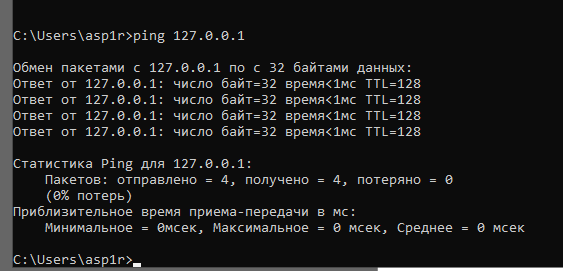 C:\Users\asp1r>ping 127.0.0.1
Обмен пакетами с 127.0.0.1 по с 32 байтами данных:
Ответ от 127.0.0.1: число байт=32 время<1мс TTL=128
Ответ от 127.0.0.1: число байт=32 время<1мс TTL=128
Ответ от 127.0.0.1: число байт=32 время<1мс TTL=128
Ответ от 127.0.0.1: число байт=32 время<1мс TTL=128
Статистика Ping для 127.0.0.1:
Пакетов: отправлено = 4, получено = 4, потеряно = 0
(0% потерь)
Приблизительное время приема-передачи в мс:
Минимальное = 0мсек, Максимальное = 0 мсек, Среднее = 0 мсек
C:\Users\asp1r>